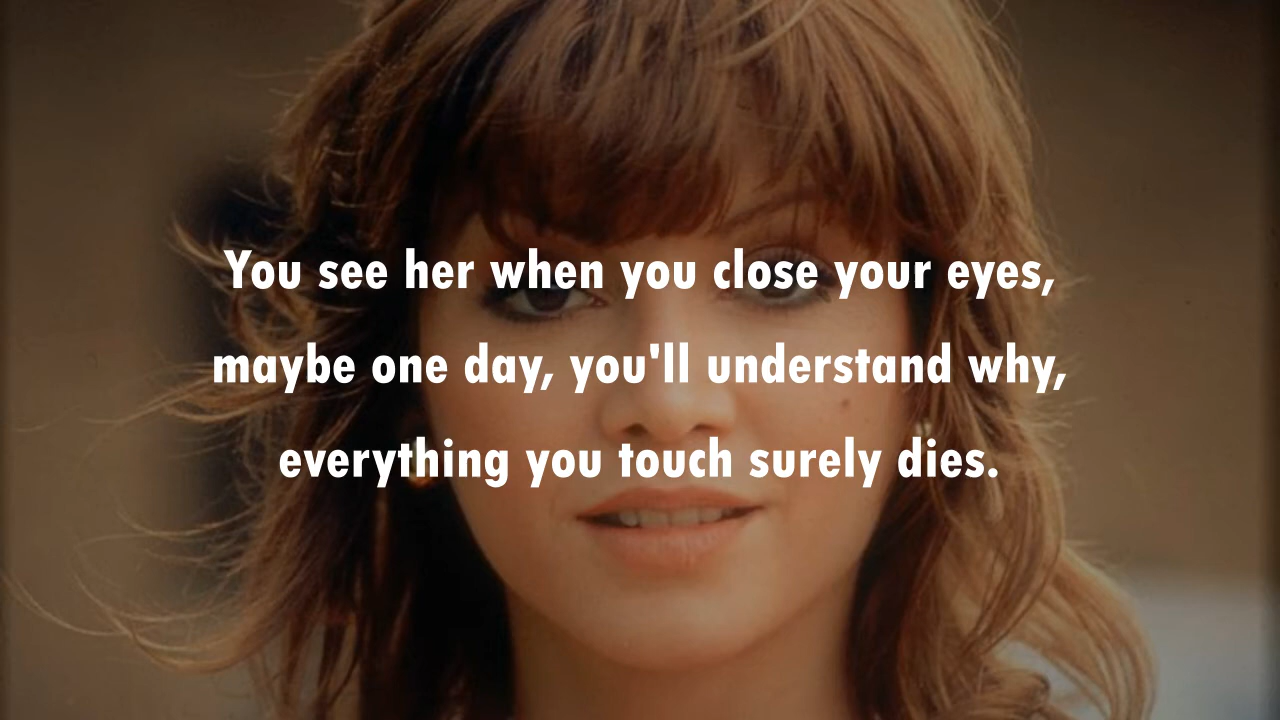 You see her when you close your eyes,
maybe one day, you'll understand why,
everything you touch surely dies.